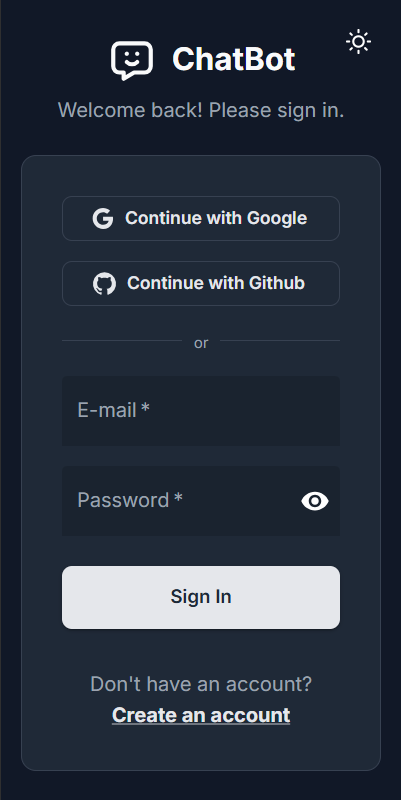 ChatBot
Welcome back! Please sign in.
Continue with Google
Continue with Github
or
E-mail *
Password *
Sign In
Don't have an account?
Create an account